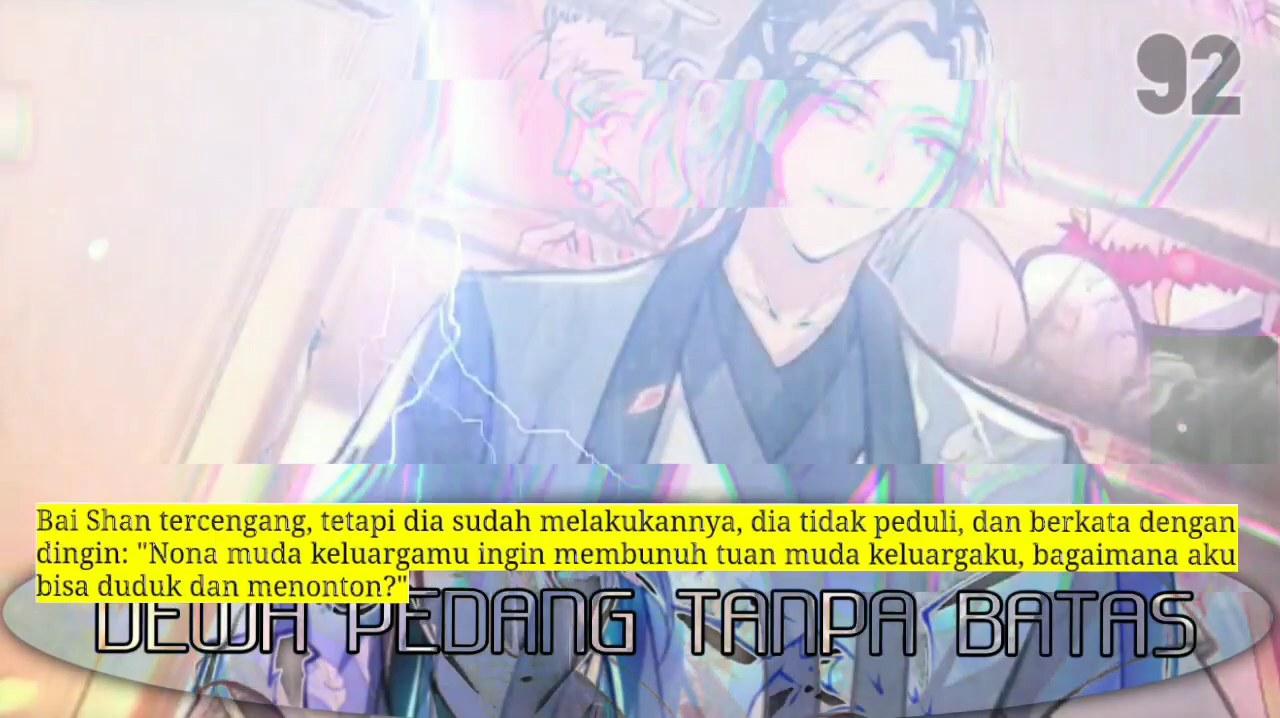 92
Bai Shan tercengang, tetapi dia sudah melakukannya, dia tidak peduli, dan berkata dengan
dingin: "Nona muda keluargamu ingin membunuh tuan muda keluargaku, bagaimana aku
bisa duduk dan menonton?"
DEWA PEDANG TANPA BATAS